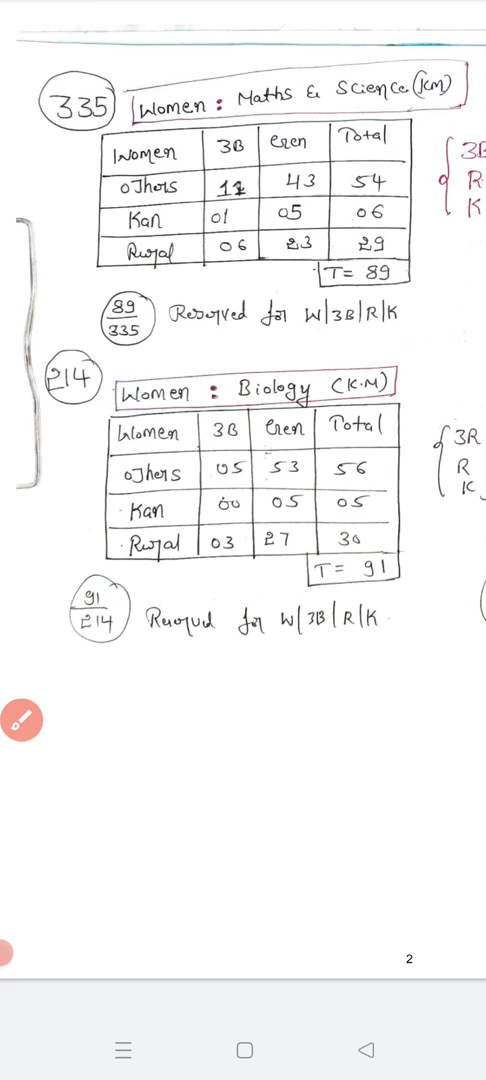 335
Women : Maths & Science (KM)
Women 3B Gen Total
others 11 43 54
Kan 01 05 06
Rural 06 23 29
T = 89
3B
R
K
89/335 Reserved for W/3B/R/K
214
Women : Biology (K.M)
Women 3B Gen Total
others 05 53 56
Kan 00 05 05
Rural 03 27 30
T = 91
3R
R
K
91/214 Reserved for W/3B/R/K
2